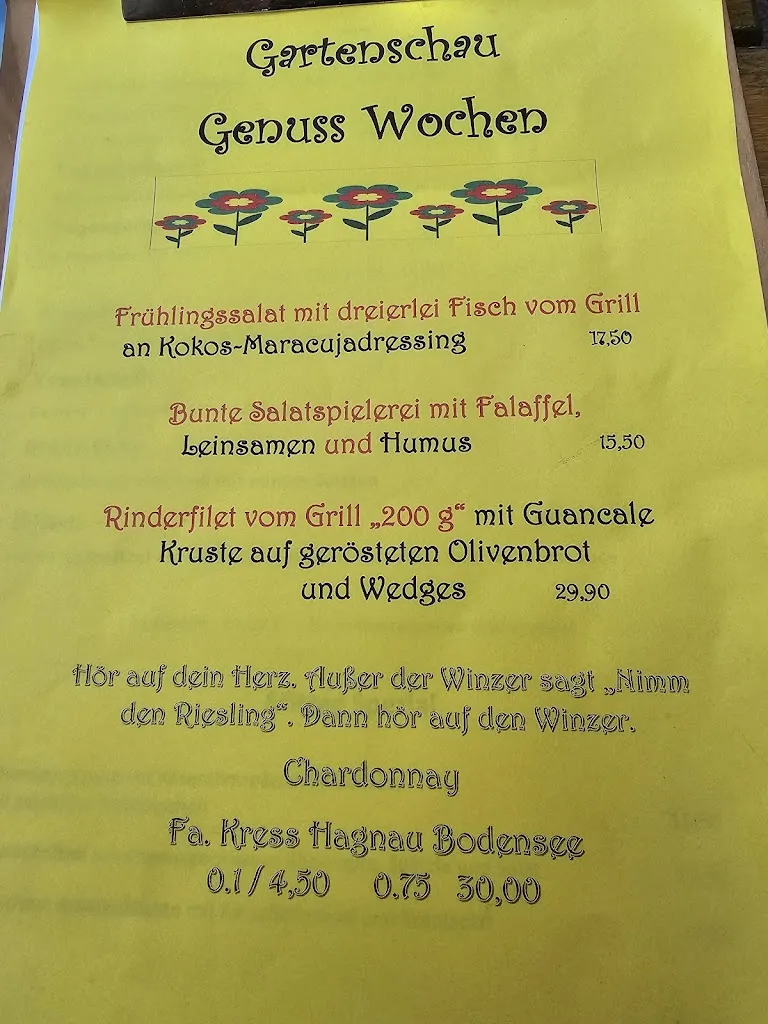 Gartenschau
Genuss Wochen
Frühlingssalat mit dreierlei Fisch vom Grill
an Kokos-Maracujadressing 17,50
Bunte Salatspielerei mit Falaffel,
Leinsamen und Humus 15,50
Rinderfilet vom Grill „200 g“ mit Guancale
Kruste auf gerösteten Olivenbrot
und Wedges 29,90
Hör auf dein Herz. Außer der Winzer sagt „Nimm
den Riesling“. Dann hör auf den Winzer.
Chardonnay
Fa. Kress Hagnau Bodensee
0.1 / 4,50 0.75 30,00